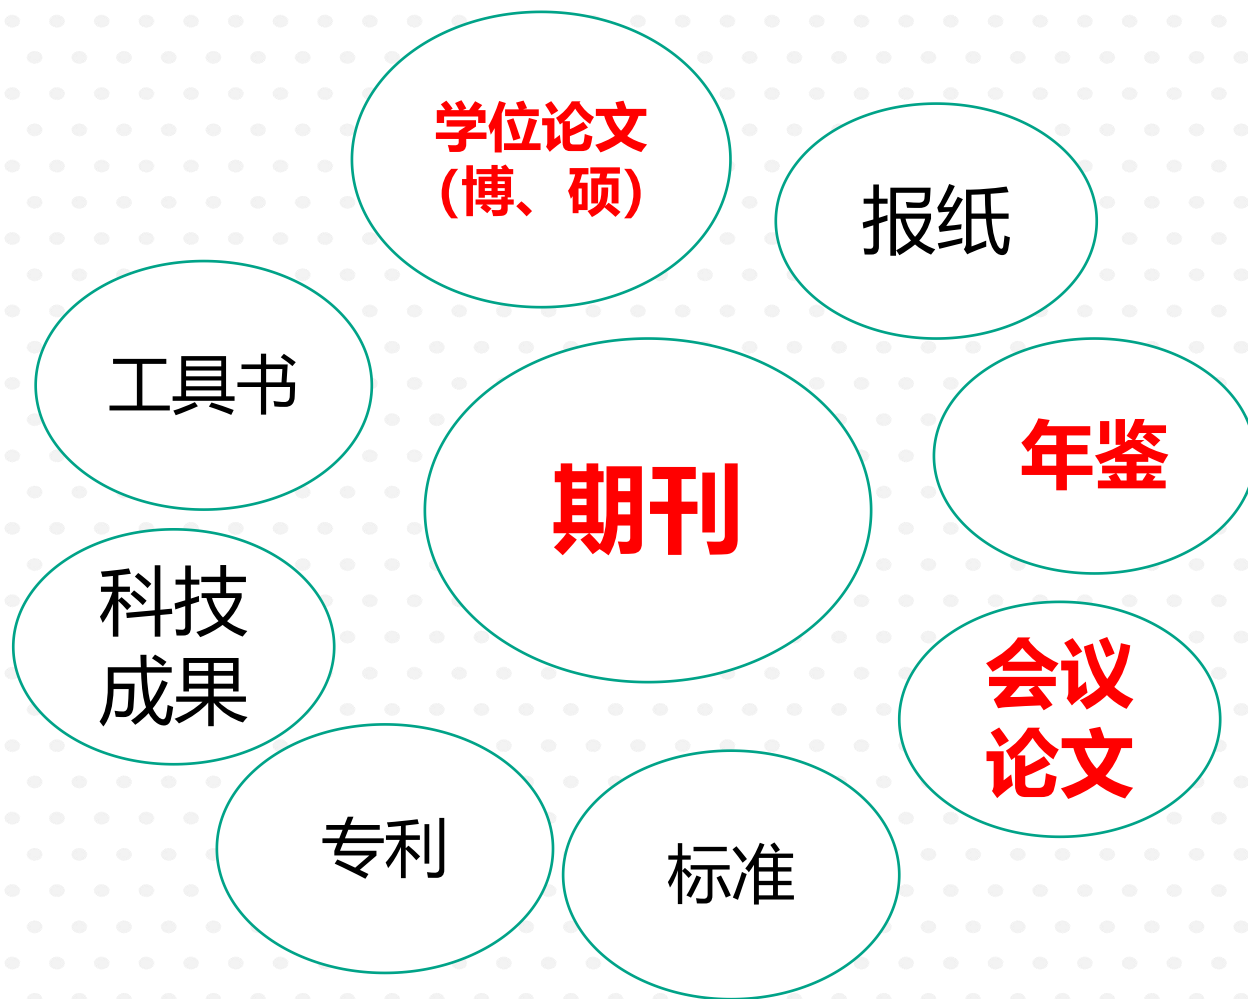 学位论文
(博、硕)
报纸
工具书
年鉴
期刊
科技
成果
会议
论文
专利
标准